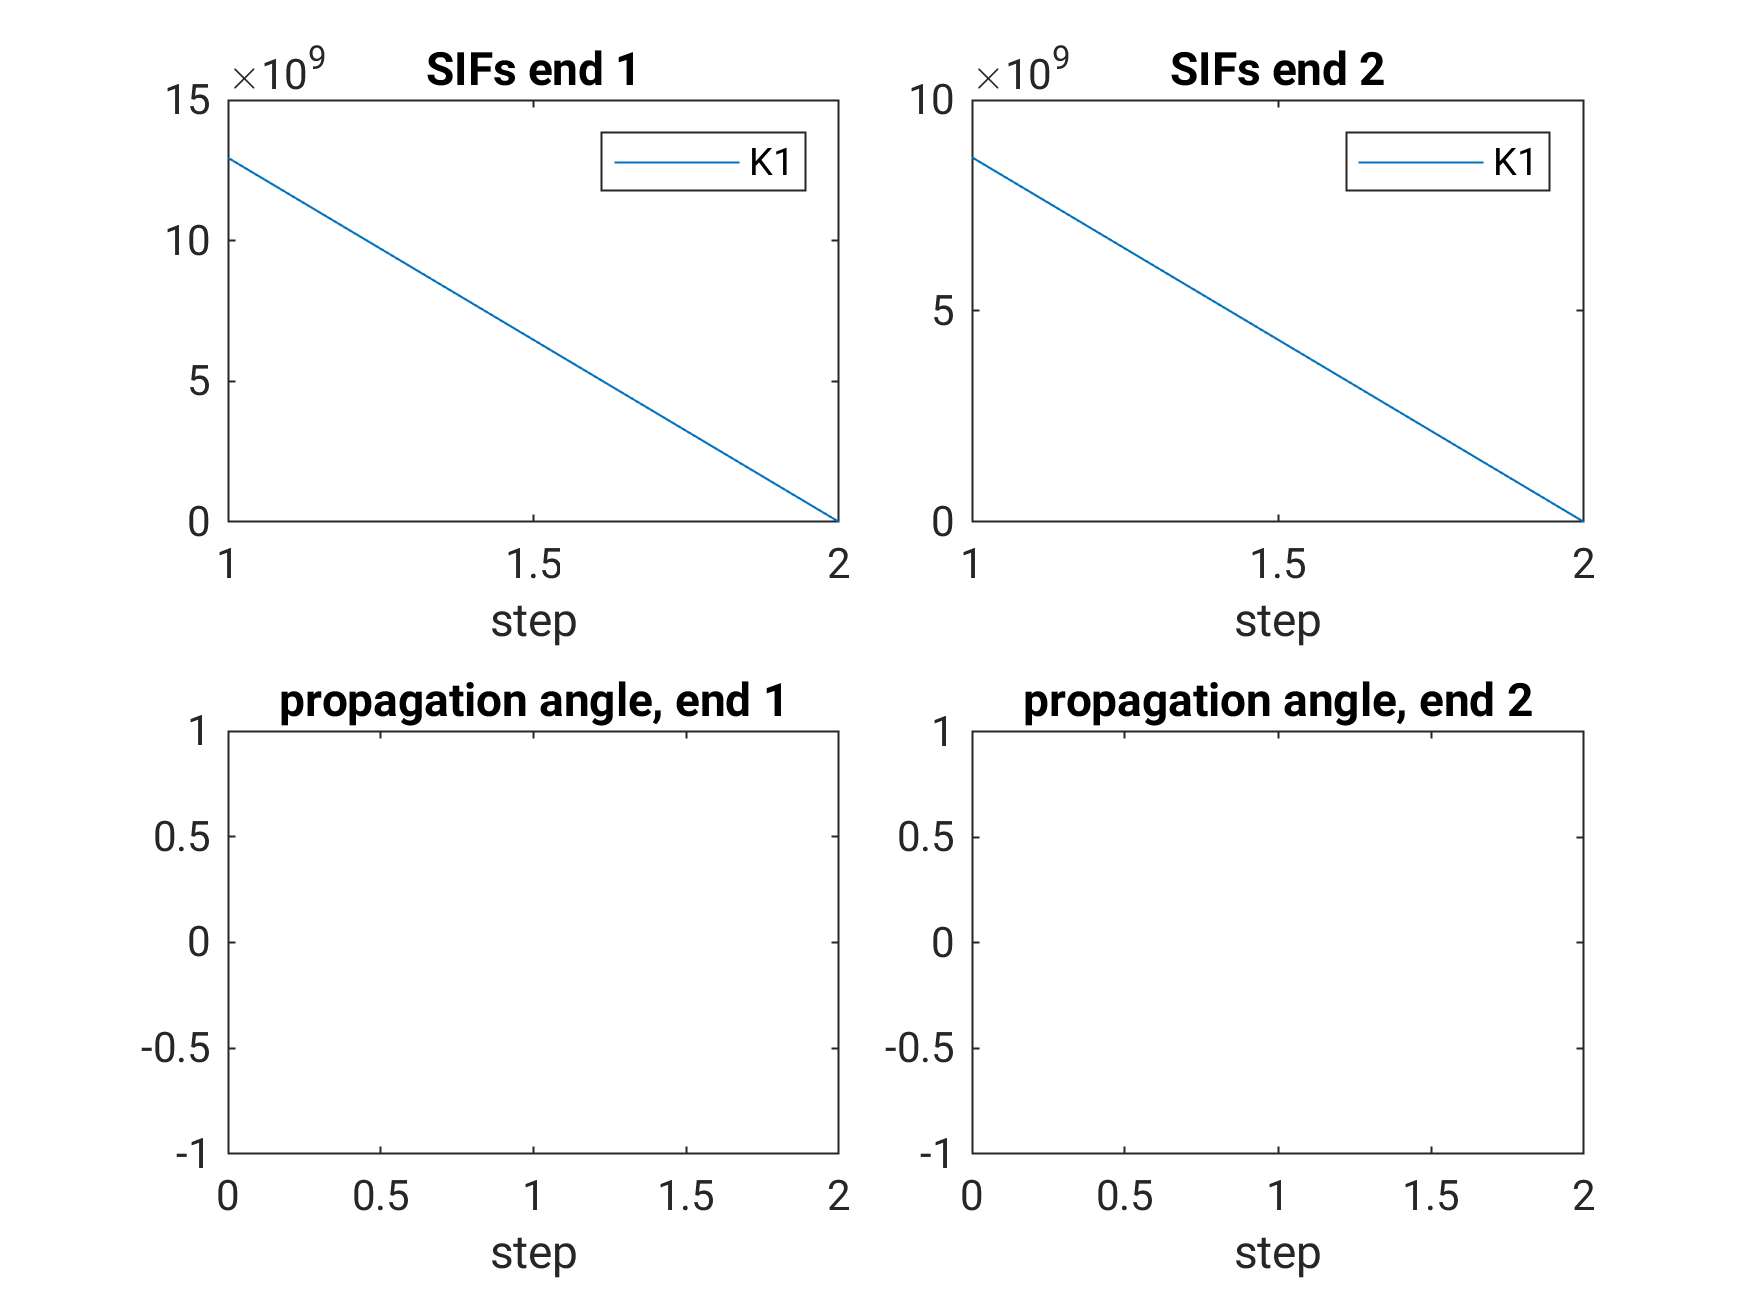 ×10⁹ SIFs end 1
15
10
5
0
K1
1 1.5 2
step
×10⁹ SIFs end 2
10
5
0
K1
1 1.5 2
step
propagation angle, end 1
1
0.5
0
-0.5
-1
0 0.5 1 1.5 2
step
propagation angle, end 2
1
0.5
0
-0.5
-1
0 0.5 1 1.5 2
step